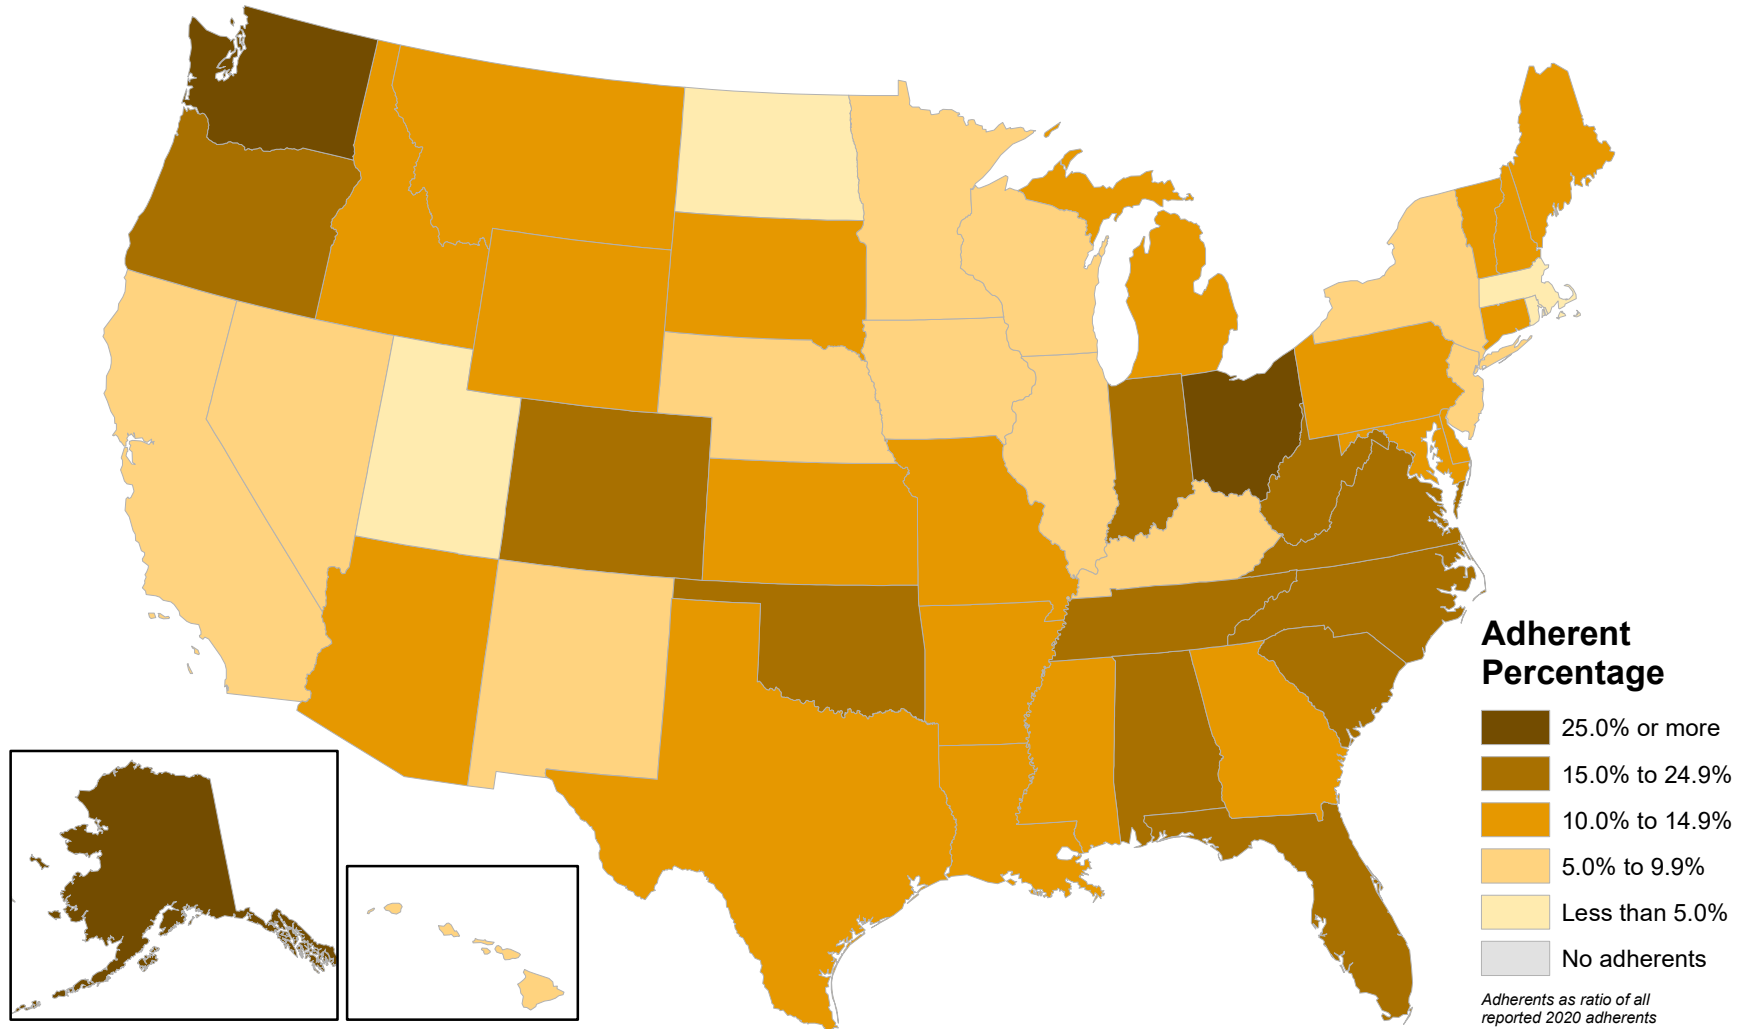 Adherent
Percentage
25.0% or more
15.0% to 24.9%
10.0% to 14.9%
5.0% to 9.9%
Less than 5.0%
No adherents
Adherents as ratio of all
reported 2020 adherents